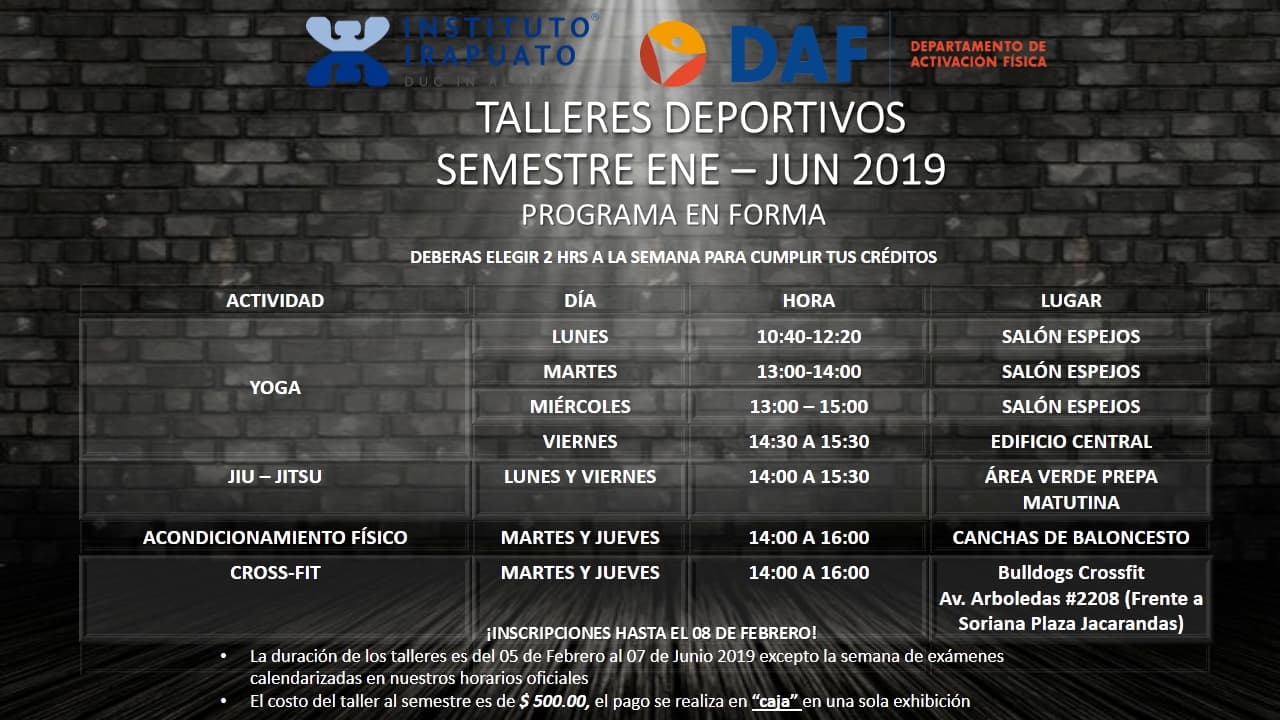 INSTITUTO®
IRAPUATO
DUC IN AL
DAF
DEPARTAMENTO DE
ACTIVACIÓN FÍSICA
TALLERES DEPORTIVOS
SEMESTRE ENE – JUN 2019
PROGRAMA EN FORMA
DEBERAS ELEGIR 2 HRS A LA SEMANA PARA CUMPLIR TUS CRÉDITOS
ACTIVIDAD DÍA HORA LUGAR
YOGA
LUNES 10:40-12:20 SALÓN ESPEJOS
MARTES 13:00-14:00 SALÓN ESPEJOS
MIÉRCOLES 13:00 – 15:00 SALÓN ESPEJOS
VIERNES 14:30 A 15:30 EDIFICIO CENTRAL
JIU – JITSU LUNES Y VIERNES 14:00 A 15:30 ÁREA VERDE PREPA
MATUTINA
ACONDICIONAMIENTO FÍSICO MARTES Y JUEVES 14:00 A 16:00 CANCHAS DE BALONCESTO
CROSS-FIT MARTES Y JUEVES 14:00 A 16:00 Bulldogs Crossfit
Av. Arboledas #2208 (Frente a
Soriana Plaza Jacarandas)
¡INSCRIPCIONES HASTA EL 08 DE FEBRERO!
• La duración de los talleres es del 05 de Febrero al 07 de Junio 2019 excepto la semana de exámenes
calendarizadas en nuestros horarios oficiales
• El costo del taller al semestre es de $ 500.00, el pago se realiza en “caja” en una sola exhibición